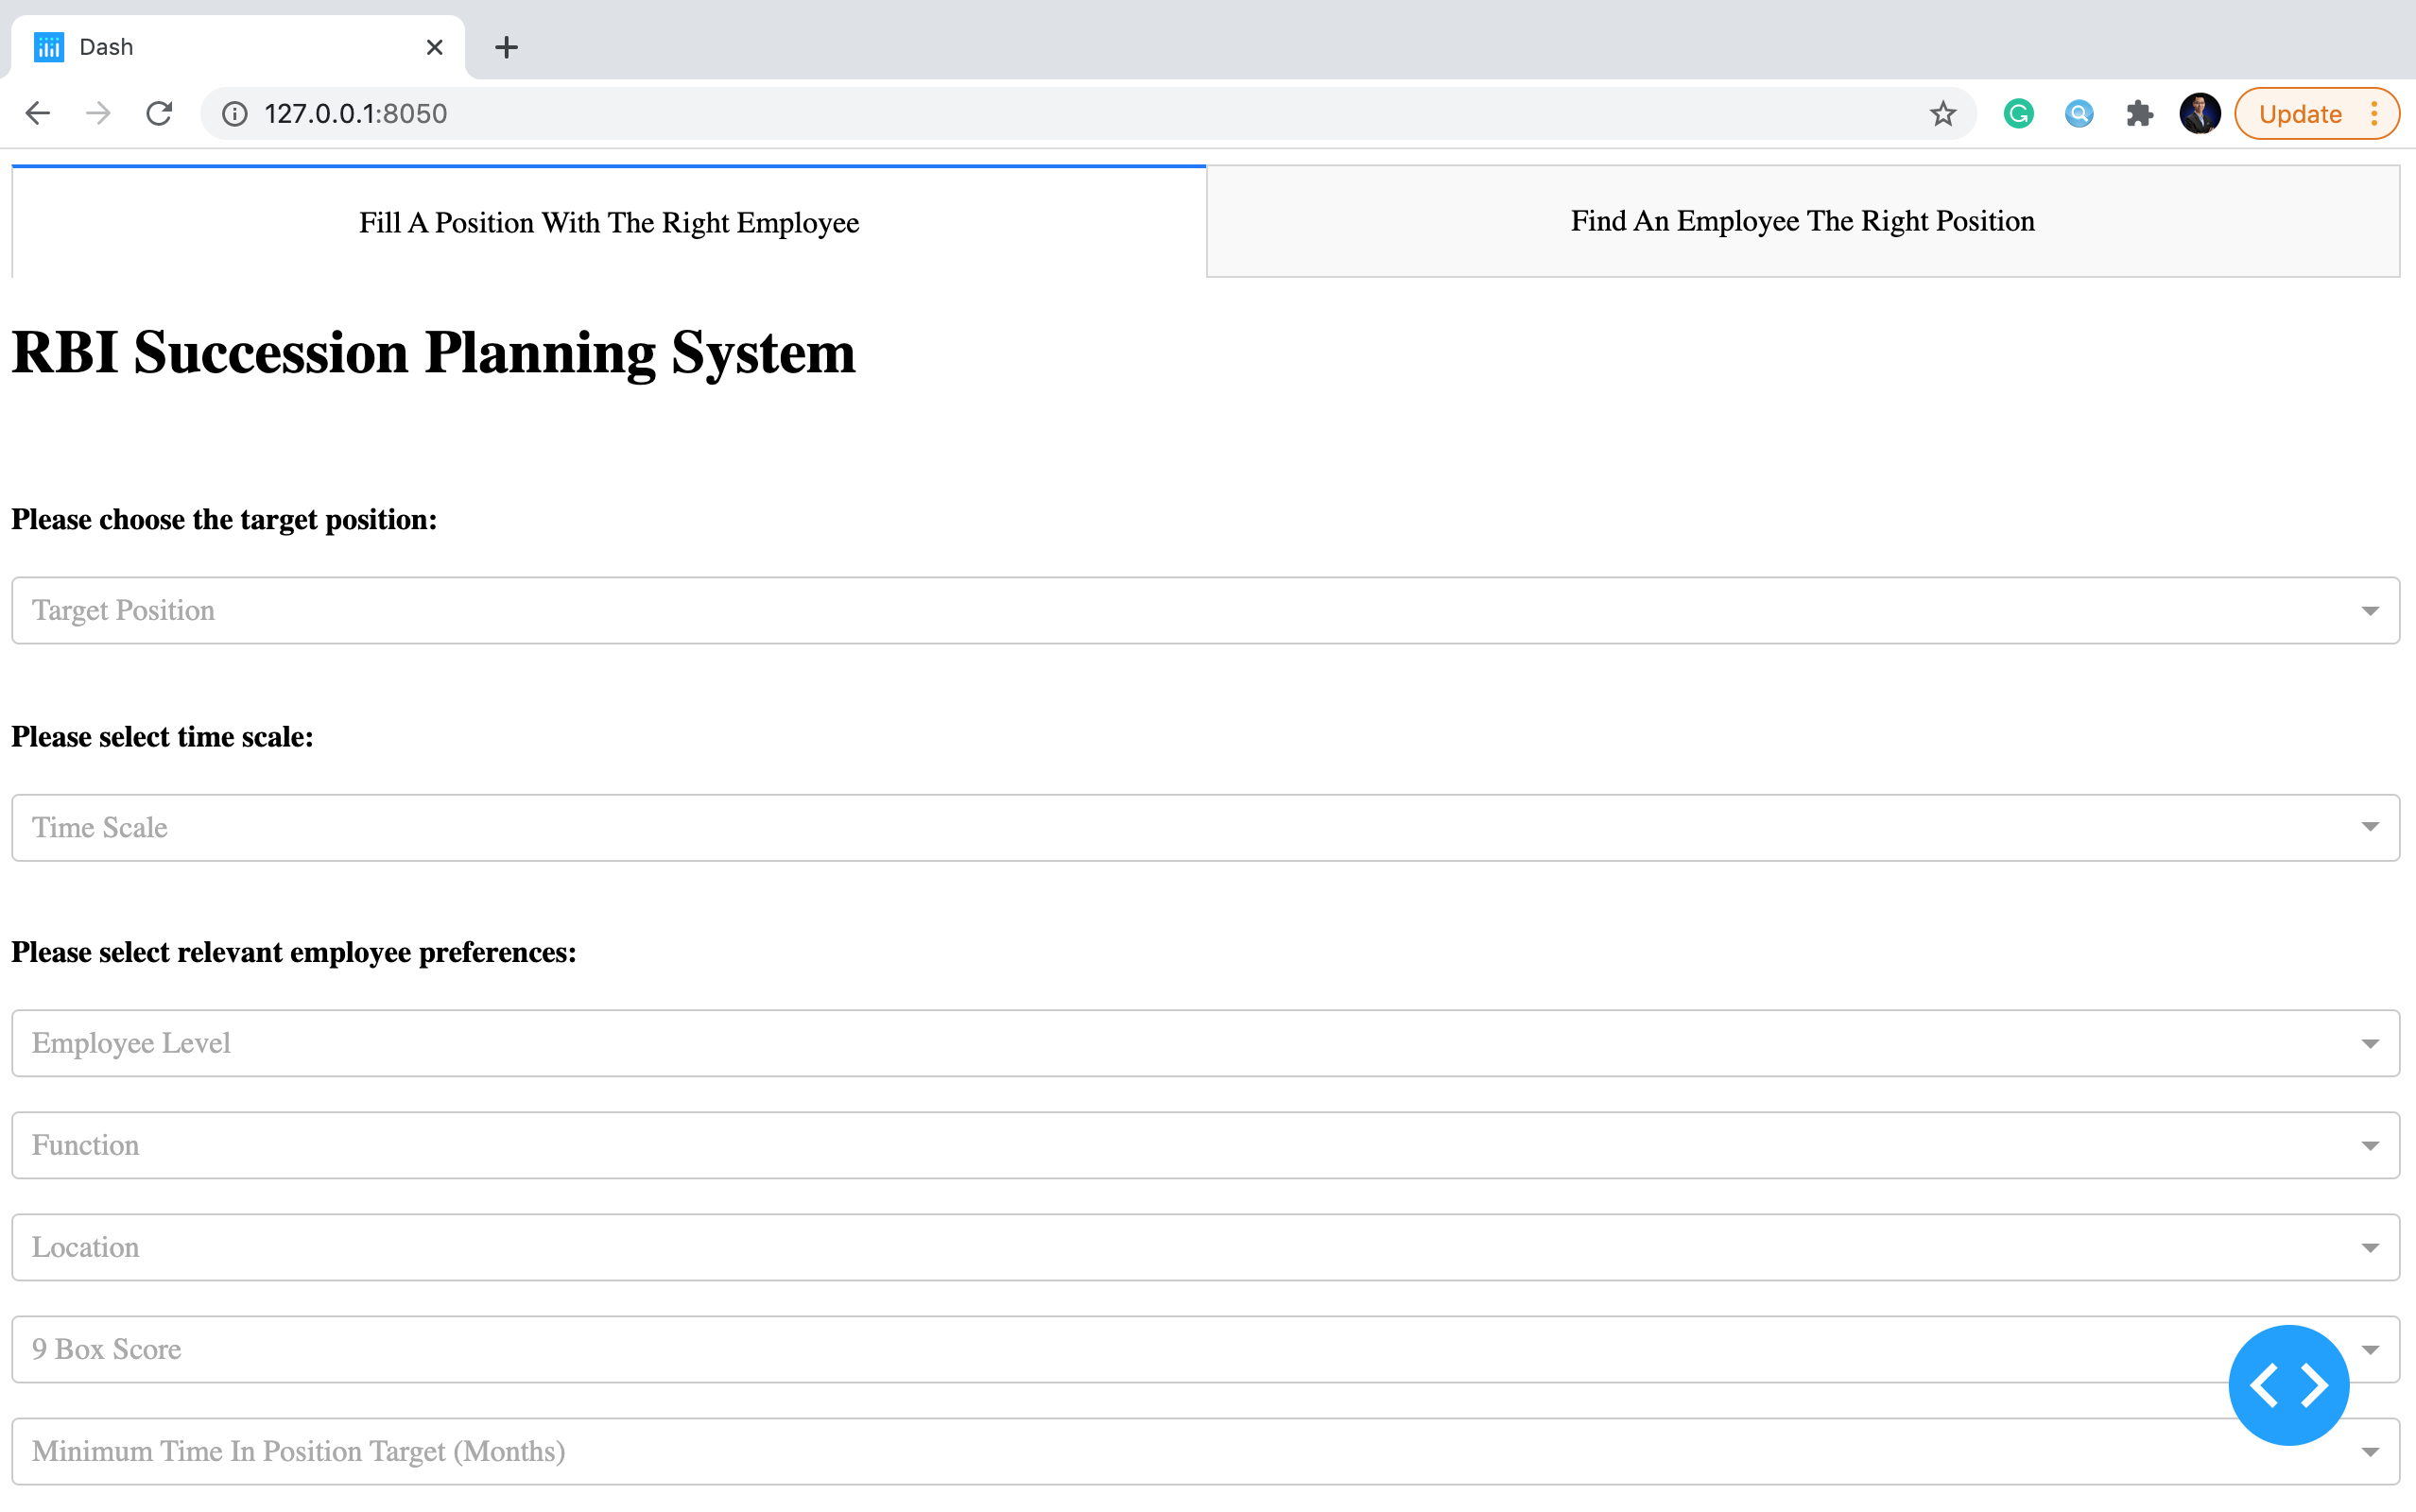 Dash
127.0.0.1:8050
Update
Fill A Position With The Right Employee
Find An Employee The Right Position
RBI Succession Planning System
Please choose the target position:
Target Position
Please select time scale:
Time Scale
Please select relevant employee preferences:
Employee Level
Function
Location
9 Box Score
Minimum Time In Position Target (Months)